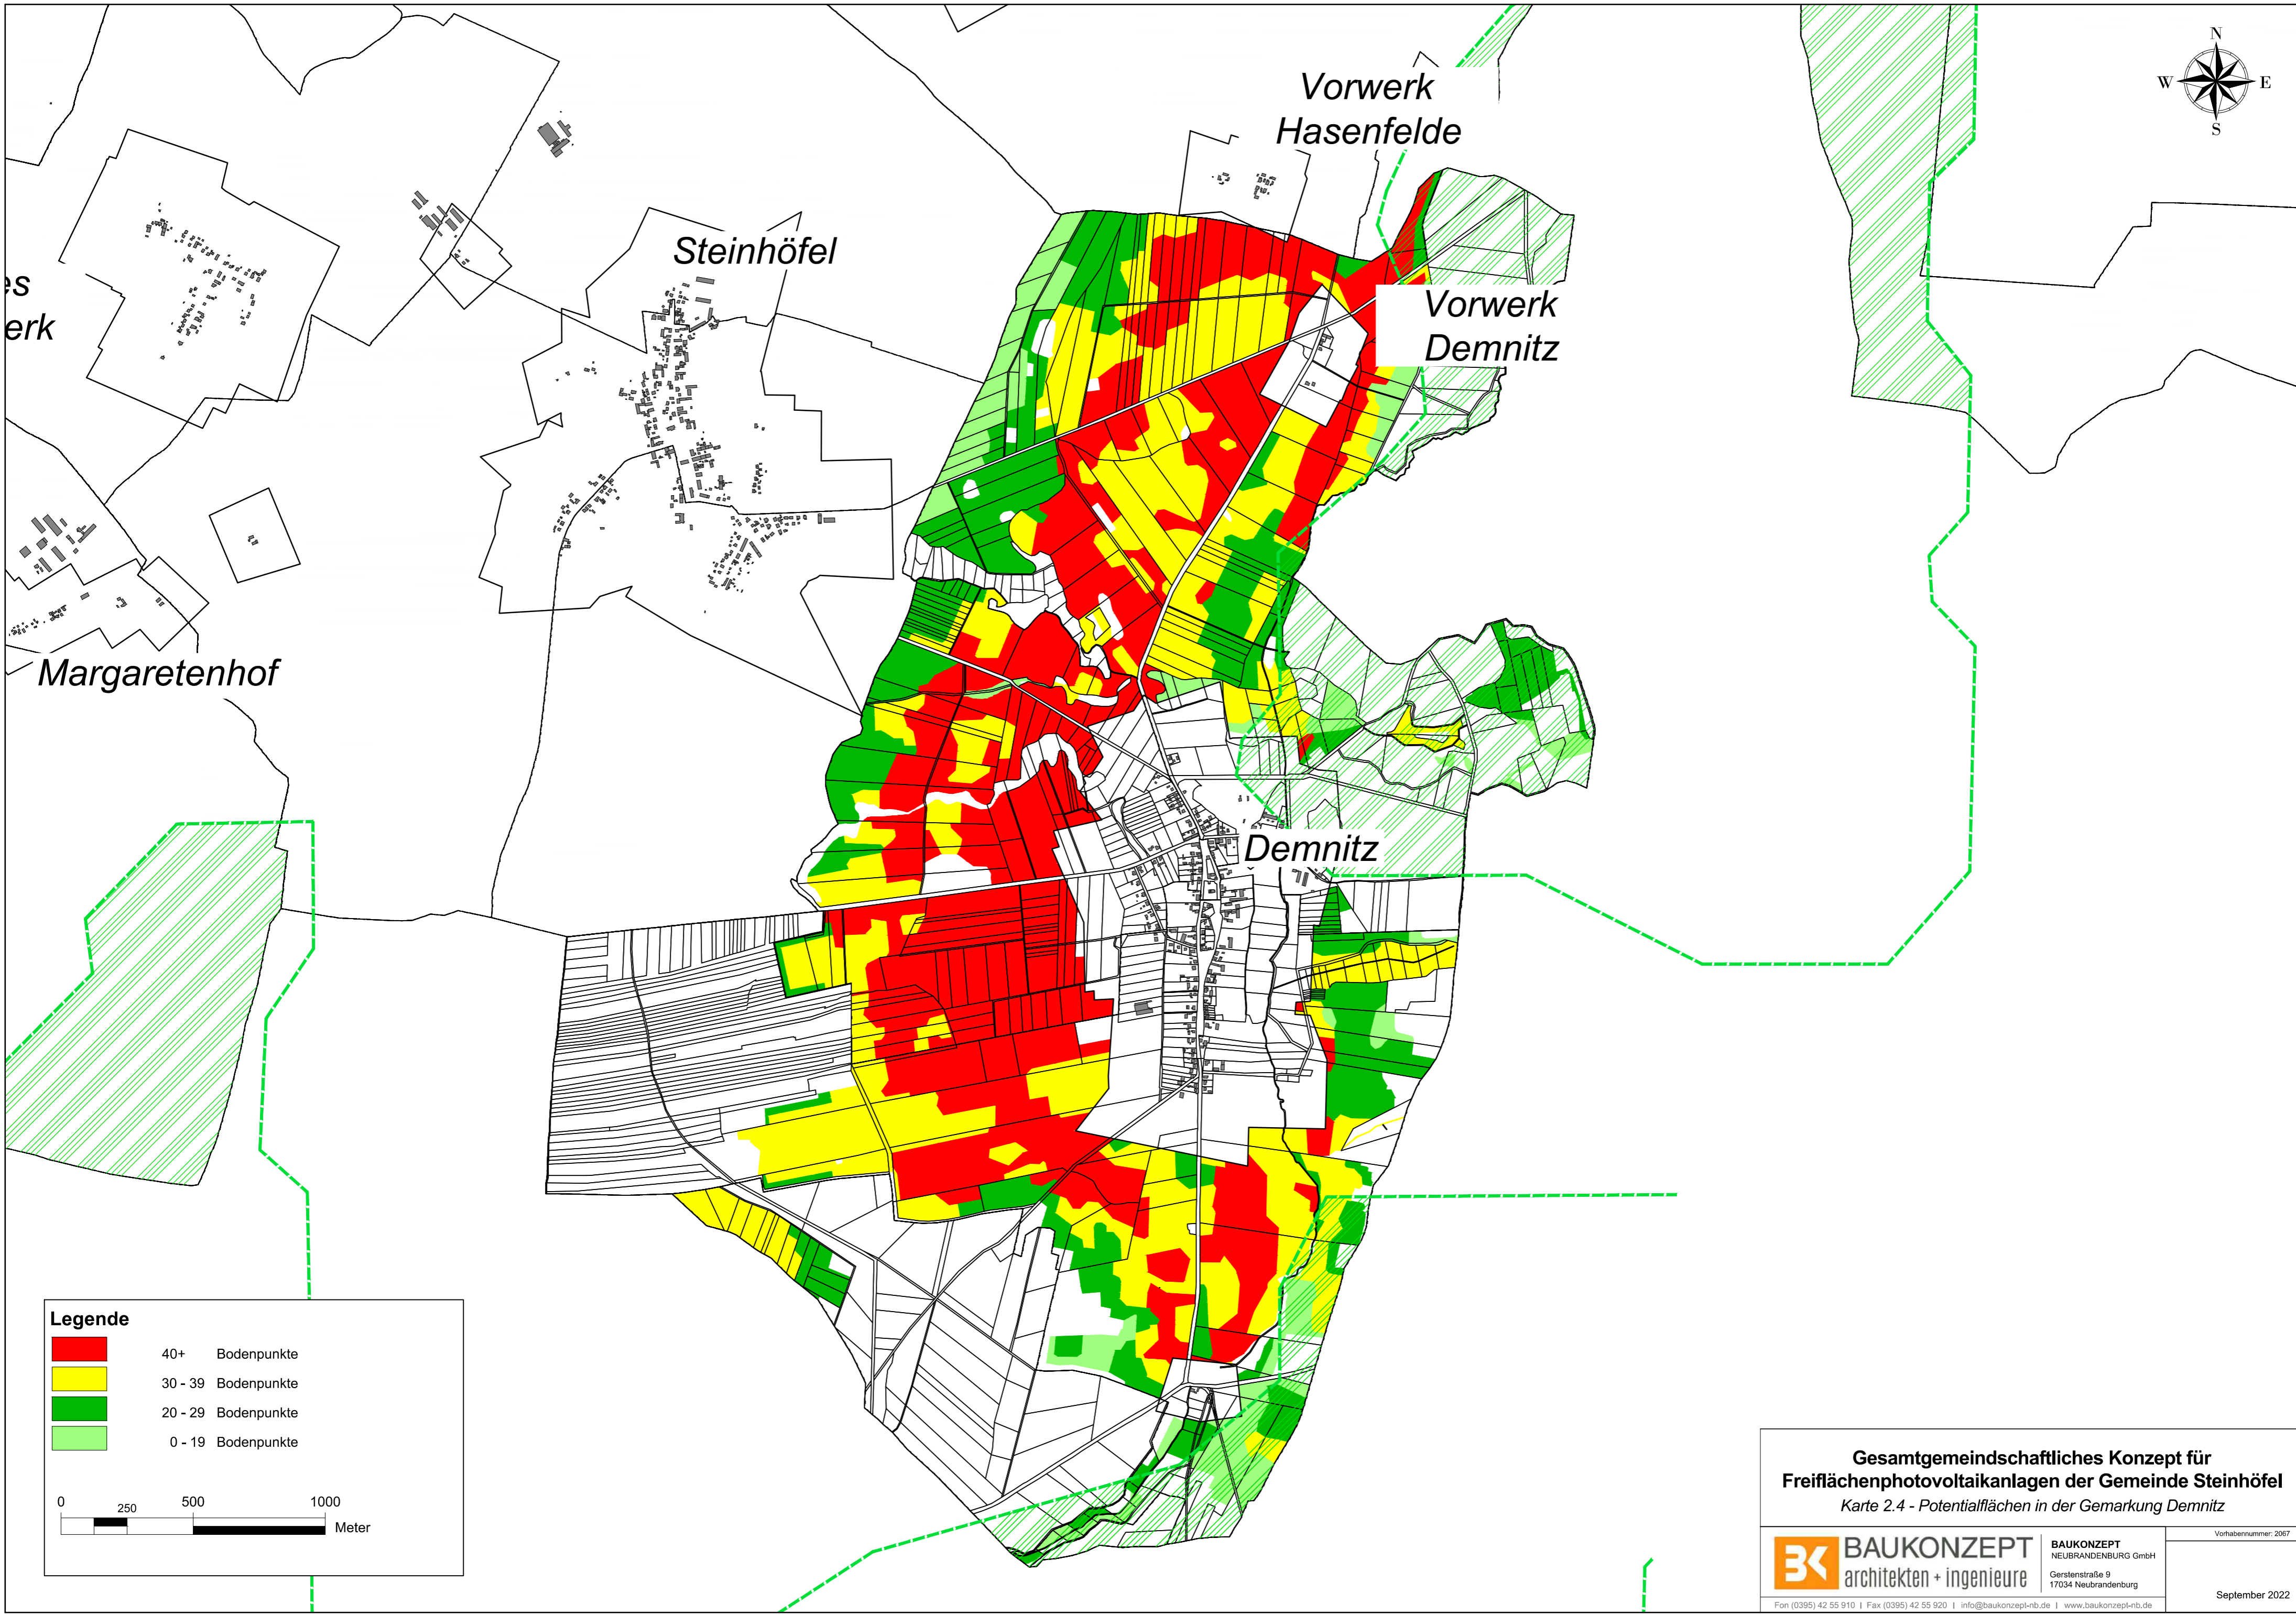 N
W E
S
Vorwerk
Hasenfelde
Steinhöfel
es
erk
Vorwerk
Demnitz
Margaretenhof
Demnitz
Legende
40+ Bodenpunkte
30 - 39 Bodenpunkte
20 - 29 Bodenpunkte
0 - 19 Bodenpunkte
0 250 500 1000
Meter
Gesamtgemeindschaftliches Konzept für
Freiflächenphotovoltaikanlagen der Gemeinde Steinhöfel
Karte 2.4 - Potentialflächen in der Gemarkung Demnitz
Vorhabennummer: 2067
BK BAUKONZEPT
architekten + ingenieure
BAUKONZEPT
NEUBRANDENBURG GmbH
Gerstenstraße 9
17034 Neubrandenburg
September 2022
Fon (0395) 42 55 910 | Fax (0395) 42 55 920 | info@baukonzept-nb.de | www.baukonzept-nb.de